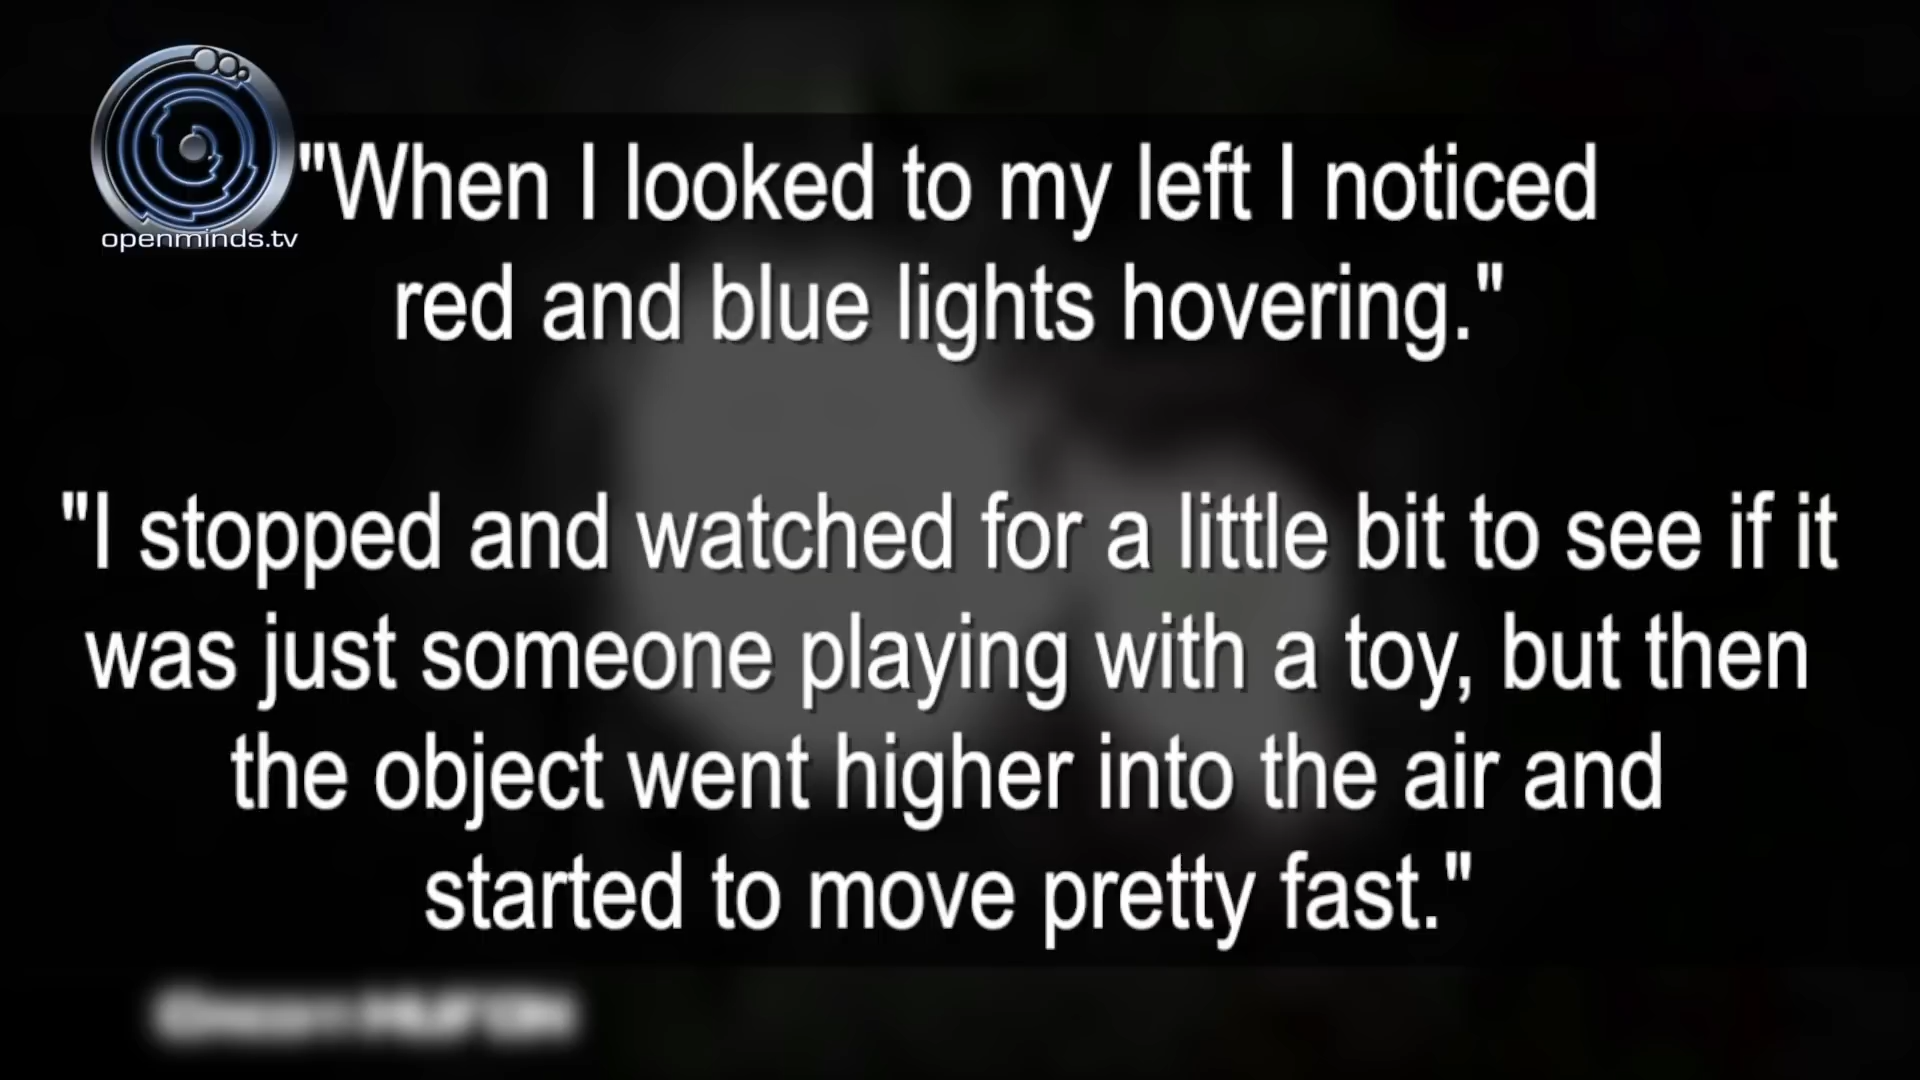 openminds.tv
"When I looked to my left I noticed
red and blue lights hovering."
"I stopped and watched for a little bit to see if it
was just someone playing with a toy, but then
the object went higher into the air and
started to move pretty fast."